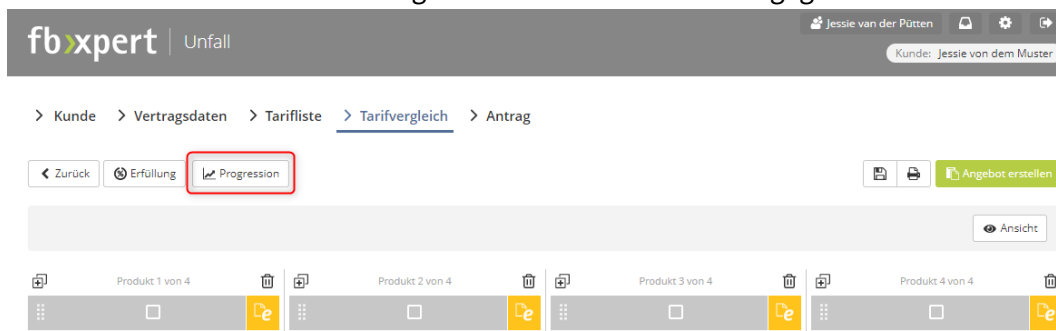 fb>xpert | Unfall
Jessie van der Pütten
Kunde: Jessie von dem Muster
> Kunde > Vertragsdaten > Tarifliste > Tarifvergleich > Antrag
Zurück Erfüllung Progression Angebot erstellen
Ansicht
Produkt 1 von 4 Produkt 2 von 4 Produkt 3 von 4 Produkt 4 von 4
e e e e